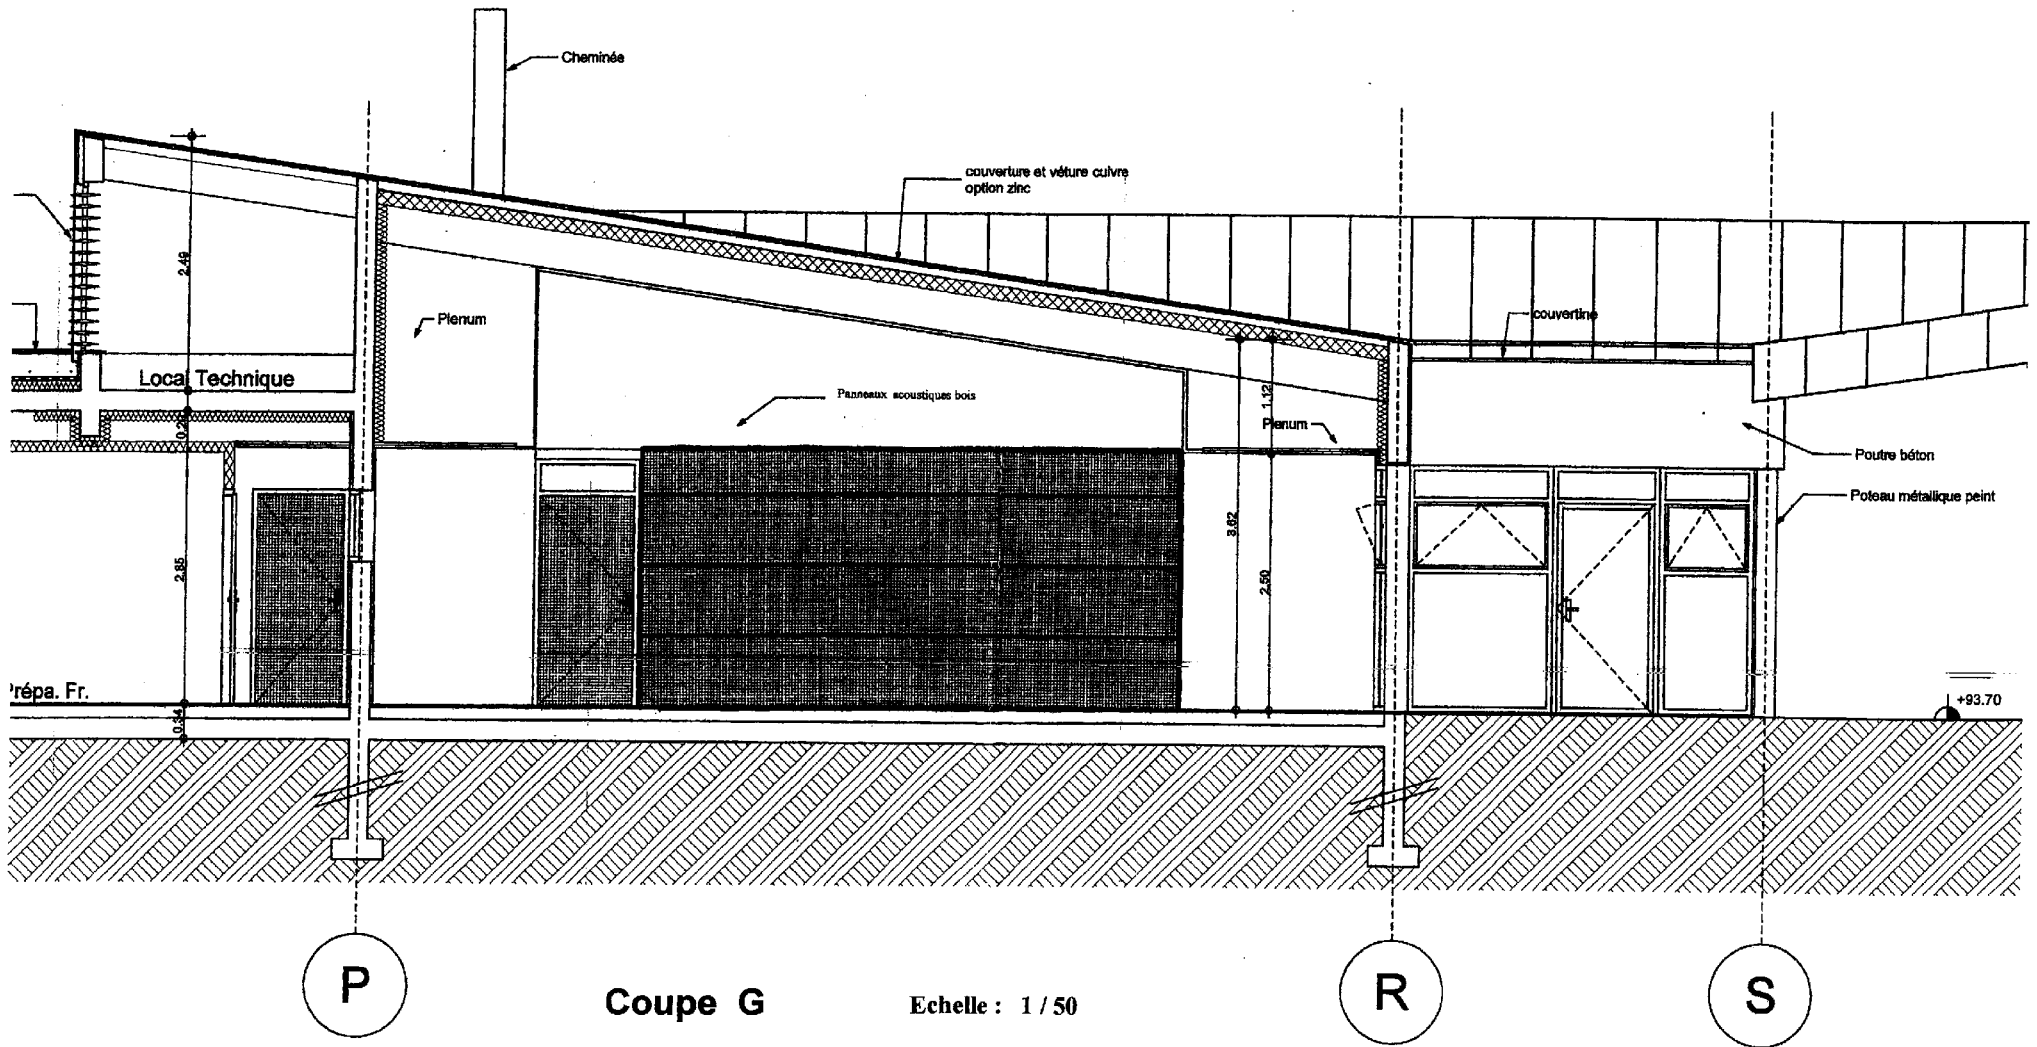 Cheminée
couverture et vêture cuivre
option zinc
2.49
Plenum
couvertine
Local Technique
Panneaux acoustiques bois
1.12
Plenum
Poutre béton
Poteau métallique peint
3.62
2.85
2.50
Prépa. Fr.
+93.70
0.34
P
R
S
Coupe G
Echelle : 1 / 50